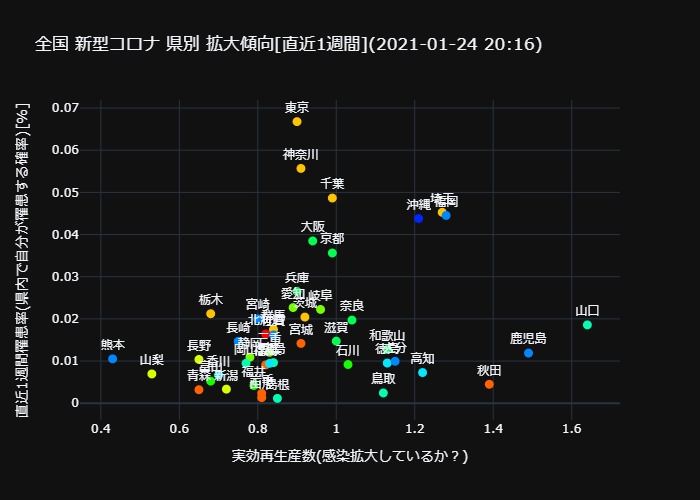 全国 新型コロナ 県別 拡大傾向[直近1週間](2021-01-24 20:16)
直近1週間罹患率(県内で自分が罹患する確率)[%]
0.07
東京
0.06
神奈川
千葉
0.05
沖縄
埼玉
福岡
0.04
大阪
京都
0.03
兵庫
愛知
茨城
岐阜
栃木
宮崎
奈良
山口
0.02
長崎
宮城
滋賀
和歌山
鹿児島
熊本
長野
静岡
石川
徳島
大分
山梨
香川
高知
0.01
青森
新潟
福井
島根
鳥取
秋田
0
0.4
0.6
0.8
1
1.2
1.4
1.6
実効再生産数(感染拡大しているか？)